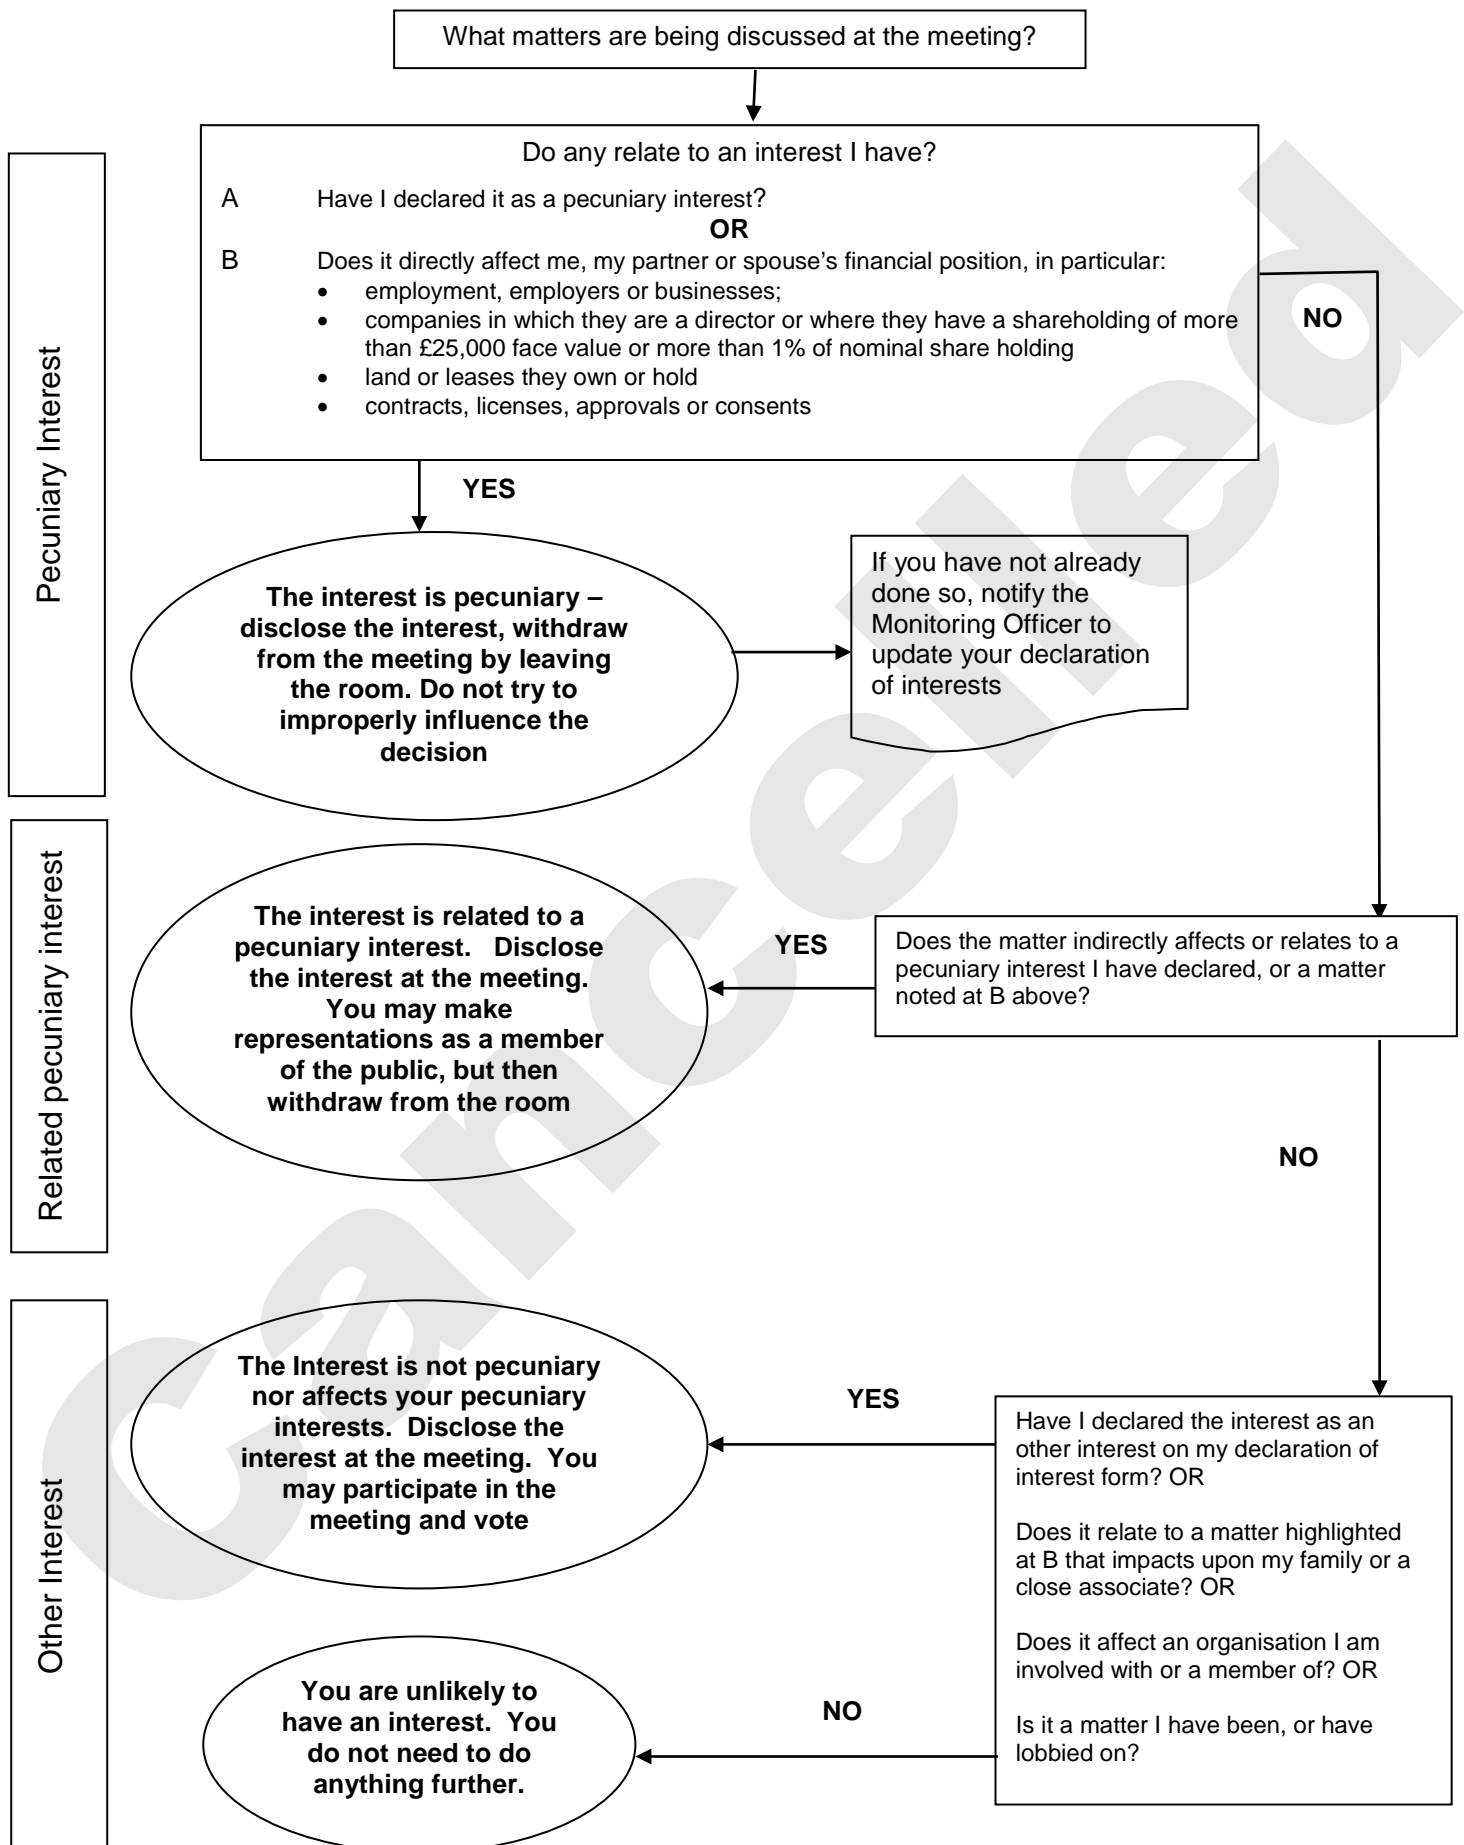 What matters are being discussed at the meeting?
Do any relate to an interest I have?
A Have I declared it as a pecuniary interest?
OR
B Does it directly affect me, my partner or spouse's financial position, in particular:
• employment, employers or businesses;
• companies in which they are a director or where they have a shareholding of more
than £25,000 face value or more than 1% of nominal share holding
• land or leases they own or hold
• contracts, licenses, approvals or consents
NO
Pecuniary Interest
YES
The interest is pecuniary –
disclose the interest, withdraw
from the meeting by leaving
the room. Do not try to
improperly influence the
decision
If you have not already
done so, notify the
Monitoring Officer to
update your declaration
of interests
Related pecuniary interest
The interest is related to a
pecuniary interest. Disclose
the interest at the meeting.
You may make
representations as a member
of the public, but then
withdraw from the room
YES
Does the matter indirectly affects or relates to a
pecuniary interest I have declared, or a matter
noted at B above?
NO
Other Interest
The Interest is not pecuniary
nor affects your pecuniary
interests. Disclose the
interest at the meeting. You
may participate in the
meeting and vote
YES
Have I declared the interest as an
other interest on my declaration of
interest form? OR
Does it relate to a matter highlighted
at B that impacts upon my family or a
close associate? OR
Does it affect an organisation I am
involved with or a member of? OR
Is it a matter I have been, or have
lobbied on?
NO
You are unlikely to
have an interest. You
do not need to do
anything further.
Cancelled